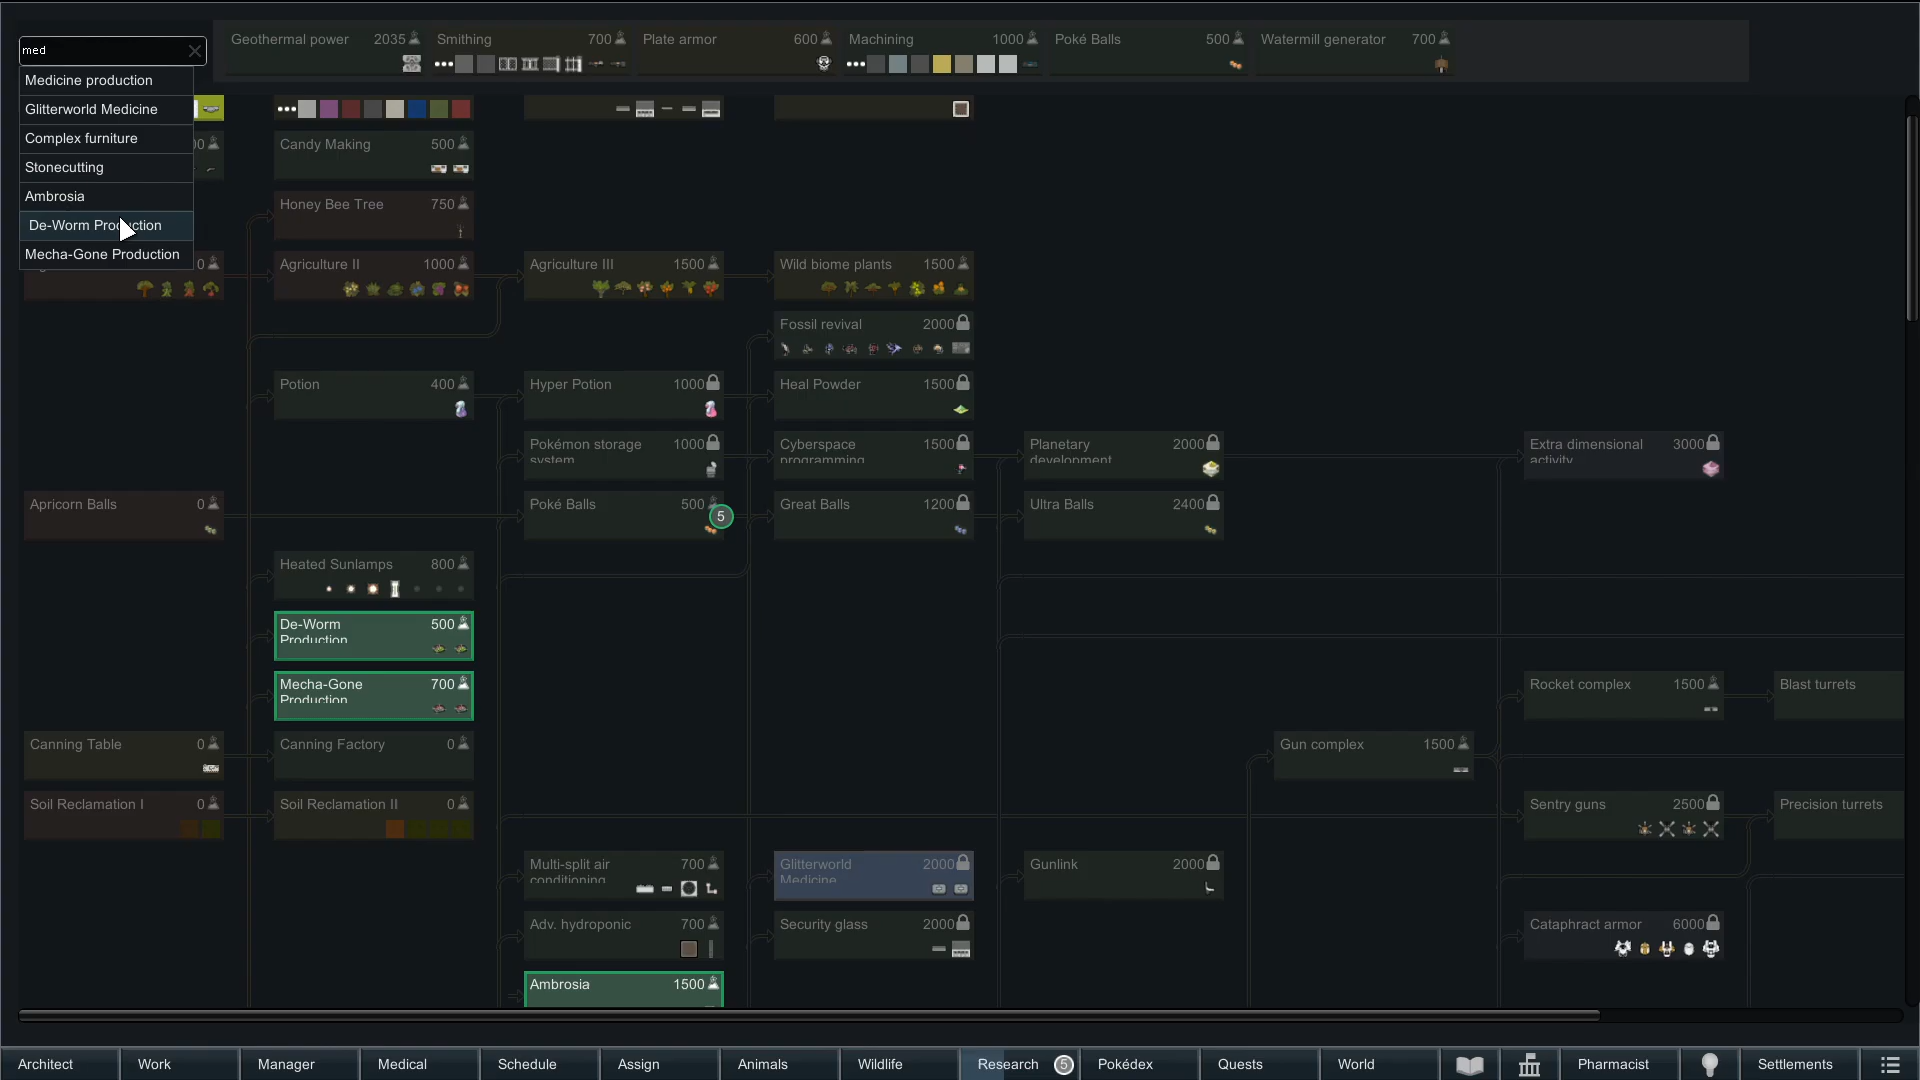 med
Medicine production
Glitterworld Medicine
Complex furniture
Stonecutting
Ambrosia
De-Worm Production
Mecha-Gone Production
Geothermal power 2035
Smithing 700
Plate armor 600
Machining 1000
Poké Balls 500
Watermill generator 700
Candy Making 500
Honey Bee Tree 750
0
Agriculture II 1000
Agriculture III 1500
Wild biome plants 1500
Fossil revival 2000
Potion 400
Hyper Potion 1000
Heal Powder 1500
Pokémon storage 1000
system
Cyberspace 1500
programming
Planetary 2000
development
Extra dimensional 3000
activity
Apricorn Balls 0
Poké Balls 500
5
Great Balls 1200
Ultra Balls 2400
Heated Sunlamps 800
De-Worm 500
Production
Mecha-Gone 700
Production
Rocket complex 1500
Blast turrets
Canning Table 0
Canning Factory 0
Gun complex 1500
Soil Reclamation I 0
Soil Reclamation II 0
Sentry guns 2500
Precision turrets
Multi-split air 700
conditioning
Glitterworld 2000
Medicine
Gunlink 2000
Adv. hydroponic 700
Security glass 2000
Cataphract armor 6000
Ambrosia 1500
Architect
Work
Manager
Medical
Schedule
Assign
Animals
Wildlife
Research 5
Pokédex
Quests
World
Pharmacist
Settlements